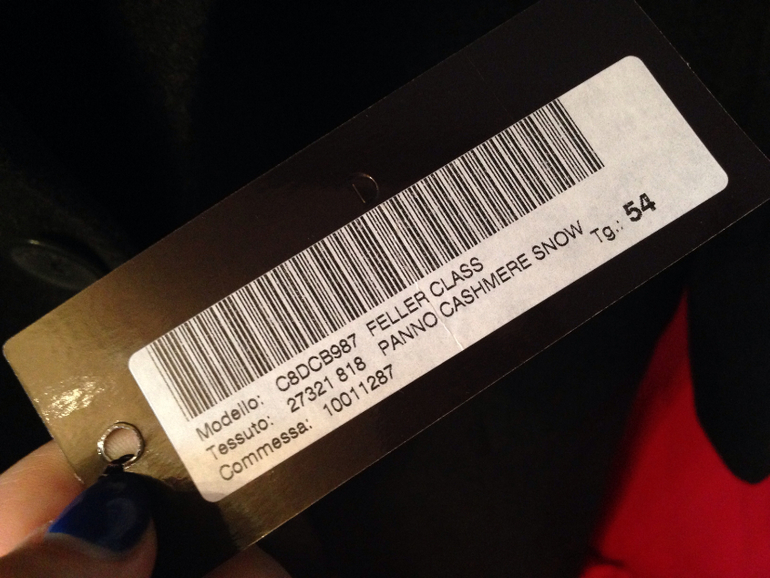 Modello: C8DCB987 FELLER CLASS
Tessuto: 27321 818 PANNO CASHMERE SNOW Tg.: 54
Commessa: 10011287